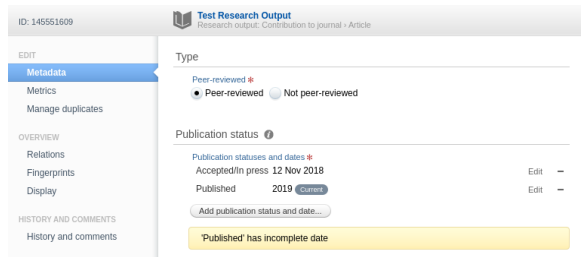 ID: 145551609
Test Research Output
Research output: Contribution to journal › Article
EDIT
Metadata
Metrics
Manage duplicates
OVERVIEW
Relations
Fingerprints
Display
HISTORY AND COMMENTS
History and comments
Type
Peer-reviewed *
Peer-reviewed Not peer-reviewed
Publication status i
Publication statuses and dates *
Accepted/In press 12 Nov 2018 Edit –
Published 2019 Current Edit –
Add publication status and date...
'Published' has incomplete date